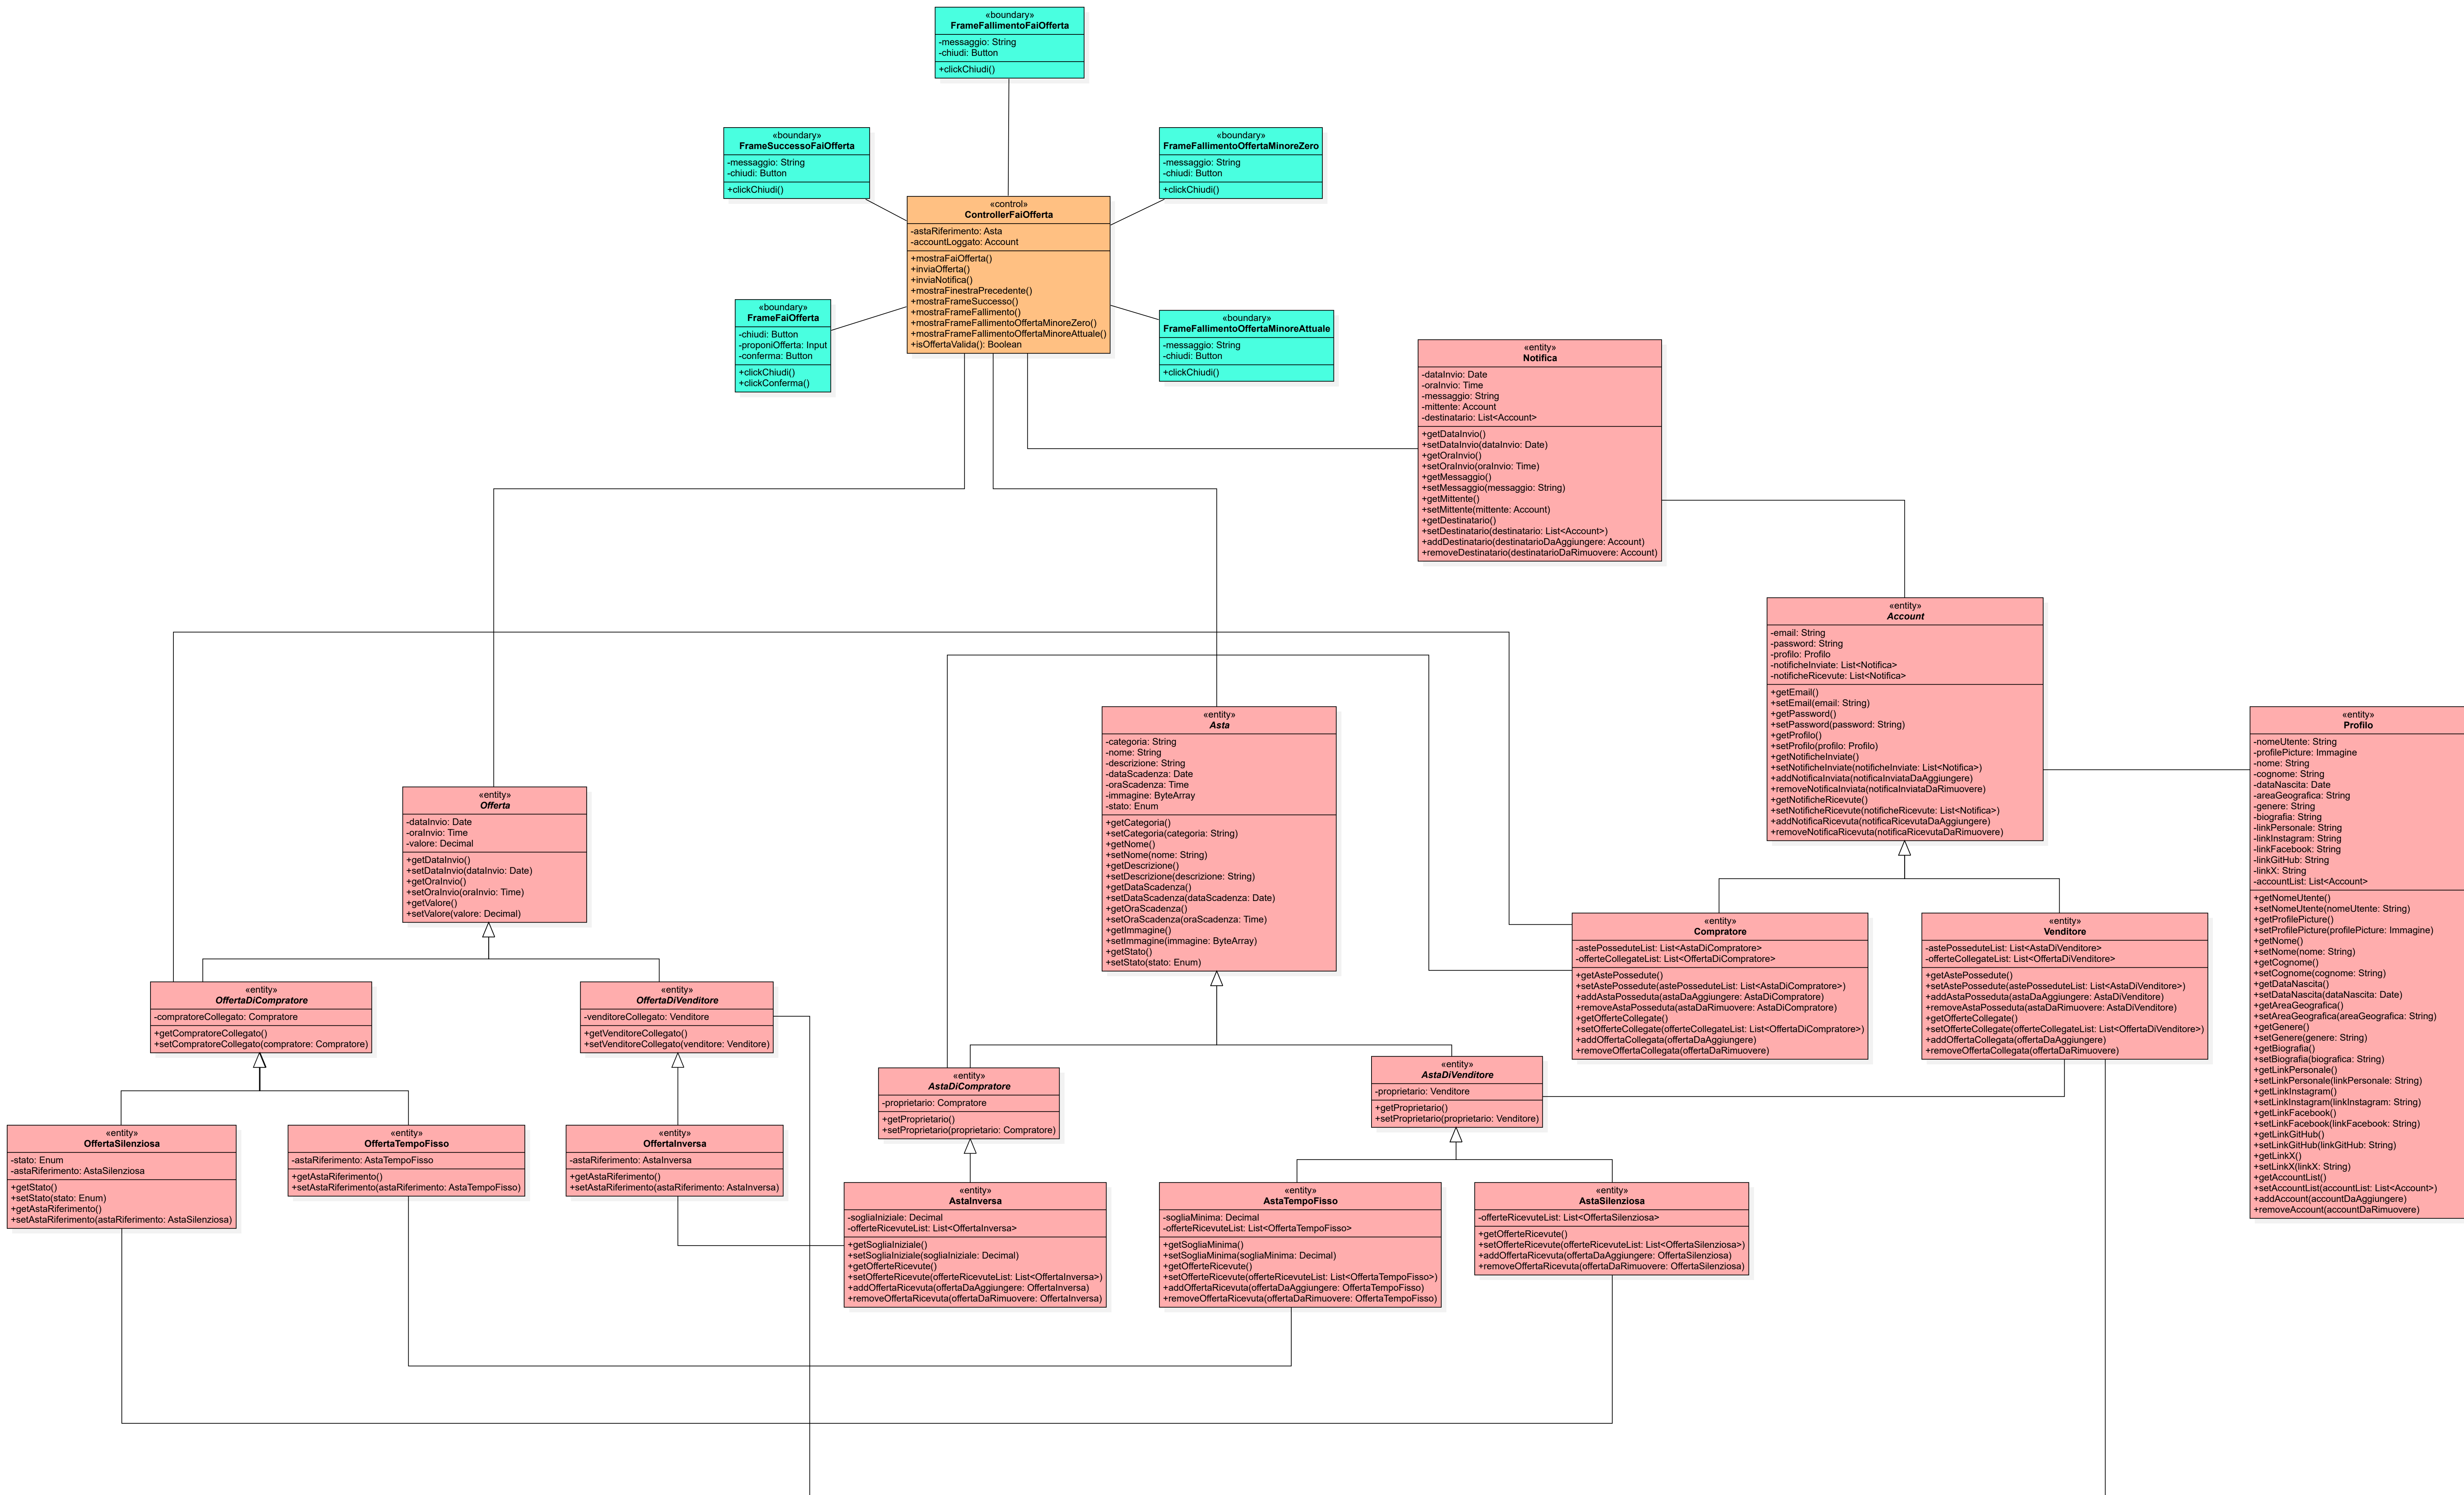 «boundary»
FrameFallimentoFaiOfferta
-messaggio: String
-chiudi: Button
+clickChiudi()
«boundary»
FrameSuccessoFaiOfferta
-messaggio: String
-chiudi: Button
+clickChiudi()
«boundary»
FrameFallimentoOffertaMinoreZero
-messaggio: String
-chiudi: Button
+clickChiudi()
«control»
ControllerFaiOfferta
-astaRiferimento: Asta
-accountLoggato: Account
+mostraFaiOfferta()
+inviaOfferta()
+inviaNotifica()
+mostraFinestraPrecedente()
+mostraFrameSuccesso()
+mostraFrameFallimento()
+mostraFrameFallimentoOffertaMinoreZero()
+mostraFrameFallimentoOffertaMinoreAttuale()
+isOffertaValida(): Boolean
«boundary»
FrameFaiOfferta
-chiudi: Button
-proponiOfferta: Input
-conferma: Button
+clickChiudi()
+clickConferma()
«boundary»
FrameFallimentoOffertaMinoreAttuale
-messaggio: String
-chiudi: Button
+clickChiudi()
«entity»
Notifica
-dataInvio: Date
-oraInvio: Time
-messaggio: String
-mittente: Account
-destinatario: List<Account>
+getDataInvio()
+setDataInvio(dataInvio: Date)
+getOraInvio()
+setOraInvio(oraInvio: Time)
+getMessaggio()
+setMessaggio(messaggio: String)
+getMittente()
+setMittente(mittente: Account)
+getDestinatario()
+setDestinatario(destinatario: List<Account>)
+addDestinatario(destinatarioDaAggiungere: Account)
+removeDestinatario(destinatarioDaRimuovere: Account)
«entity»
Account
-email: String
-password: String
-profilo: Profilo
-notificheInviate: List<Notifica>
-notificheRicevute: List<Notifica>
+getEmail()
+setEmail(email: String)
+getPassword()
+setPassword(password: String)
+getProfilo()
+setProfilo(profilo: Profilo)
+getNotificheInviate()
+setNotificheInviate(notificheInviate: List<Notifica>)
+addNotificaInviata(notificaInviataDaAggiungere)
+removeNotificaInviata(notificaInviataDaRimuovere)
+getNotificheRicevute()
+setNotificheRicevute(notificheRicevute: List<Notifica>)
+addNotificaRicevuta(notificaRicevutaDaAggiungere)
+removeNotificaRicevuta(notificaRicevutaDaRimuovere)
«entity»
Profilo
-nomeUtente: String
-profilePicture: Immagine
-nome: String
-cognome: String
-dataNascita: Date
-areaGeografica: String
-genere: String
-biografia: String
-linkPersonale: String
-linkInstagram: String
-linkFacebook: String
-linkGitHub: String
-linkX: String
-accountList: List<Account>
+getNomeUtente()
+setNomeUtente(nomeUtente: String)
+getProfilePicture()
+setProfilePicture(profilePicture: Immagine)
+getNome()
+setNome(nome: String)
+getCognome()
+setCognome(cognome: String)
+getDataNascita()
+setDataNascita(dataNascita: Date)
+getAreaGeografica()
+setAreaGeografica(areaGeografica: String)
+getGenere()
+setGenere(genere: String)
+getBiografia()
+setBiografia(biografica: String)
+getLinkPersonale()
+setLinkPersonale(linkPersonale: String)
+getLinkInstagram()
+setLinkInstagram(linkInstagram: String)
+getLinkFacebook()
+setLinkFacebook(linkFacebook: String)
+getLinkGitHub()
+setLinkGitHub(linkGitHub: String)
+getLinkX()
+setLinkX(linkX: String)
+getAccountList()
+setAccountList(accountList: List<Account>)
+addAccount(accountDaAggiungere)
+removeAccount(accountDaRimuovere)
«entity»
Asta
-categoria: String
-nome: String
-descrizione: String
-dataScadenza: Date
-oraScadenza: Time
-immagine: ByteArray
-stato: Enum
+getCategoria()
+setCategoria(categoria: String)
+getNome()
+setNome(nome: String)
+getDescrizione()
+setDescrizione(descrizione: String)
+getDataScadenza()
+setDataScadenza(dataScadenza: Date)
+getOraScadenza()
+setOraScadenza(oraScadenza: Time)
+getImmagine()
+setImmagine(immagine: ByteArray)
+getStato()
+setStato(stato: Enum)
«entity»
Offerta
-dataInvio: Date
-oraInvio: Time
-valore: Decimal
+getDataInvio()
+setDataInvio(dataInvio: Date)
+getOraInvio()
+setOraInvio(oraInvio: Time)
+getValore()
+setValore(valore: Decimal)
«entity»
Compratore
-astePosseduteList: List<AstaDiCompratore>
-offerteCollegateList: List<OffertaDiCompratore>
+getAstePossedute()
+setAstePossedute(astePosseduteList: List<AstaDiCompratore>)
+addAstaPosseduta(astaDaAggiungere: AstaDiCompratore)
+removeAstaPosseduta(astaDaRimuovere: AstaDiCompratore)
+getOfferteCollegate()
+setOfferteCollegate(offerteCollegateList: List<OffertaDiCompratore>)
+addOffertaCollegata(offertaDaAggiungere)
+removeOffertaCollegata(offertaDaRimuovere)
«entity»
Venditore
-astePosseduteList: List<AstaDiVenditore>
-offerteCollegateList: List<OffertaDiVenditore>
+getAstePossedute()
+setAstePossedute(astePosseduteList: List<AstaDiVenditore>)
+addAstaPosseduta(astaDaAggiungere: AstaDiVenditore)
+removeAstaPosseduta(astaDaRimuovere: AstaDiVenditore)
+getOfferteCollegate()
+setOfferteCollegate(offerteCollegateList: List<OffertaDiVenditore>)
+addOffertaCollegata(offertaDaAggiungere)
+removeOffertaCollegata(offertaDaRimuovere)
«entity»
OffertaDiCompratore
-compratoreCollegato: Compratore
+getCompratoreCollegato()
+setCompratoreCollegato(compratore: Compratore)
«entity»
OffertaDiVenditore
-venditoreCollegato: Venditore
+getVenditoreCollegato()
+setVenditoreCollegato(venditore: Venditore)
«entity»
AstaDiCompratore
-proprietario: Compratore
+getProprietario()
+setProprietario(proprietario: Compratore)
«entity»
AstaDiVenditore
-proprietario: Venditore
+getProprietario()
+setProprietario(proprietario: Venditore)
«entity»
OffertaSilenziosa
-stato: Enum
-astaRiferimento: AstaSilenziosa
+getStato()
+setStato(stato: Enum)
+getAstaRiferimento()
+setAstaRiferimento(astaRiferimento: AstaSilenziosa)
«entity»
OffertaTempoFisso
-astaRiferimento: AstaTempoFisso
+getAstaRiferimento()
+setAstaRiferimento(astaRiferimento: AstaTempoFisso)
«entity»
OffertaInversa
-astaRiferimento: AstaInversa
+getAstaRiferimento()
+setAstaRiferimento(astaRiferimento: AstaInversa)
«entity»
AstaInversa
-sogliaIniziale: Decimal
-offerteRicevuteList: List<OffertaInversa>
+getSogliaIniziale()
+setSogliaIniziale(sogliaIniziale: Decimal)
+getOfferteRicevute()
+setOfferteRicevute(offerteRicevuteList: List<OffertaInversa>)
+addOffertaRicevuta(offertaDaAggiungere: OffertaInversa)
+removeOffertaRicevuta(offertaDaRimuovere: OffertaInversa)
«entity»
AstaTempoFisso
-sogliaMinima: Decimal
-offerteRicevuteList: List<OffertaTempoFisso>
+getSogliaMinima()
+setSogliaMinima(sogliaMinima: Decimal)
+getOfferteRicevute()
+setOfferteRicevute(offerteRicevuteList: List<OffertaTempoFisso>)
+addOffertaRicevuta(offertaDaAggiungere: OffertaTempoFisso)
+removeOffertaRicevuta(offertaDaRimuovere: OffertaTempoFisso)
«entity»
AstaSilenziosa
-offerteRicevuteList: List<OffertaSilenziosa>
+getOfferteRicevute()
+setOfferteRicevute(offerteRicevuteList: List<OffertaSilenziosa>)
+addOffertaRicevuta(offertaDaAggiungere: OffertaSilenziosa)
+removeOffertaRicevuta(offertaDaRimuovere: OffertaSilenziosa)